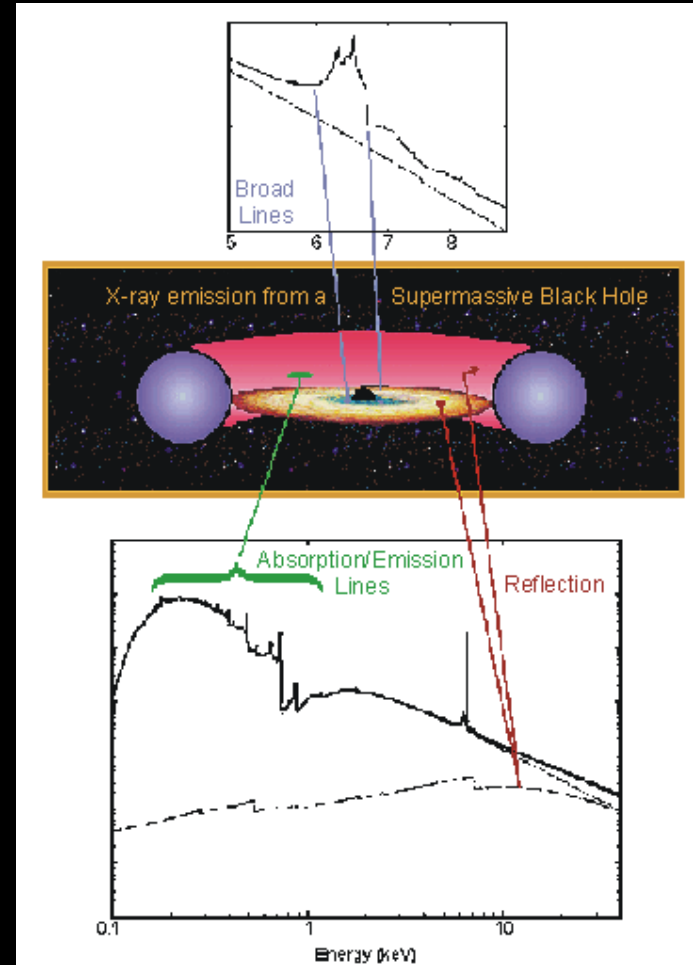 Broad
Lines
5 6 7 8
X-ray emission from a Supermassive Black Hole
Absorption/Emission
Lines
Reflection
0.1 1 10
Energy (keV)